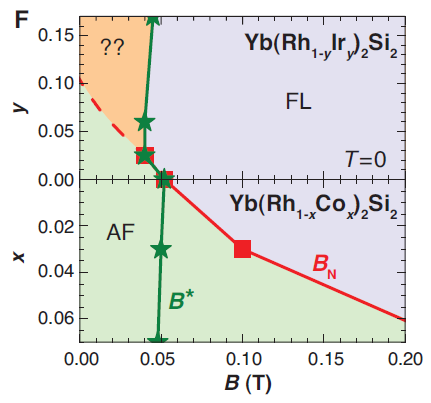 F
Yb(Rh1-yIry)2Si2
??
FL
T=0
y
0.15
0.10
0.05
0.00
Yb(Rh1-xCox)2Si2
AF
BN
B*
x
0.02
0.04
0.06
0.00 0.05 0.10 0.15 0.20
B (T)